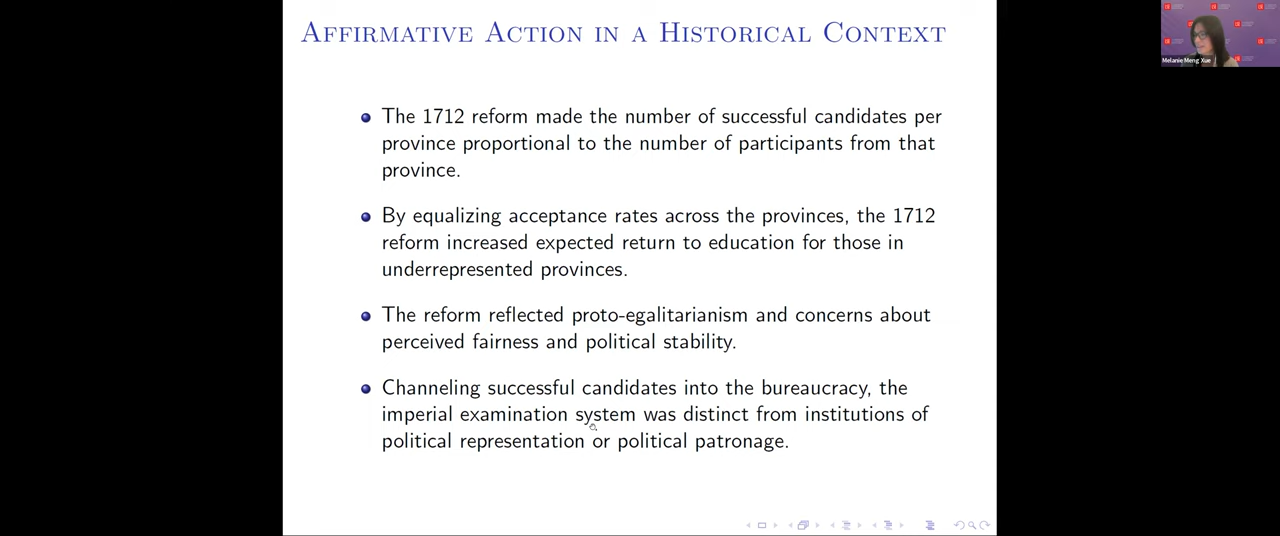 AFFIRMATIVE ACTION IN A HISTORICAL CONTEXT
The 1712 reform made the number of successful candidates per
province proportional to the number of participants from that
province.
By equalizing acceptance rates across the provinces, the 1712
reform increased expected return to education for those in
underrepresented provinces.
The reform reflected proto-egalitarianism and concerns about
perceived fairness and political stability.
Channeling successful candidates into the bureaucracy, the
imperial examination system was distinct from institutions of
political representation or political patronage.
Melanie Meng Xue